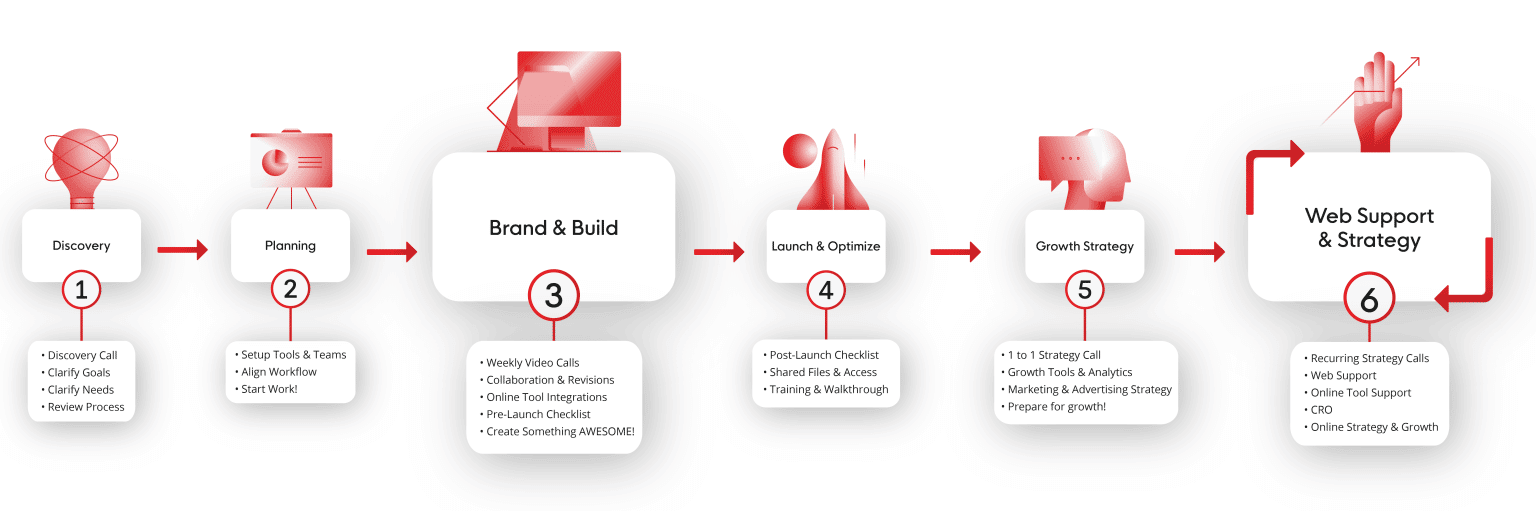 Discovery
1
• Discovery Call
• Clarify Goals
• Clarify Needs
• Review Process
Planning
2
• Setup Tools & Teams
• Align Workflow
• Start Work!
Brand & Build
3
• Weekly Video Calls
• Collaboration & Revisions
• Online Tool Integrations
• Pre-Launch Checklist
• Create Something AWESOME!
Launch & Optimize
4
• Post-Launch Checklist
• Shared Files & Access
• Training & Walkthrough
Growth Strategy
5
• 1 to 1 Strategy Call
• Growth Tools & Analytics
• Marketing & Advertising Strategy
• Prepare for growth!
Web Support
& Strategy
6
• Recurring Strategy Calls
• Web Support
• Online Tool Support
• CRO
• Online Strategy & Growth